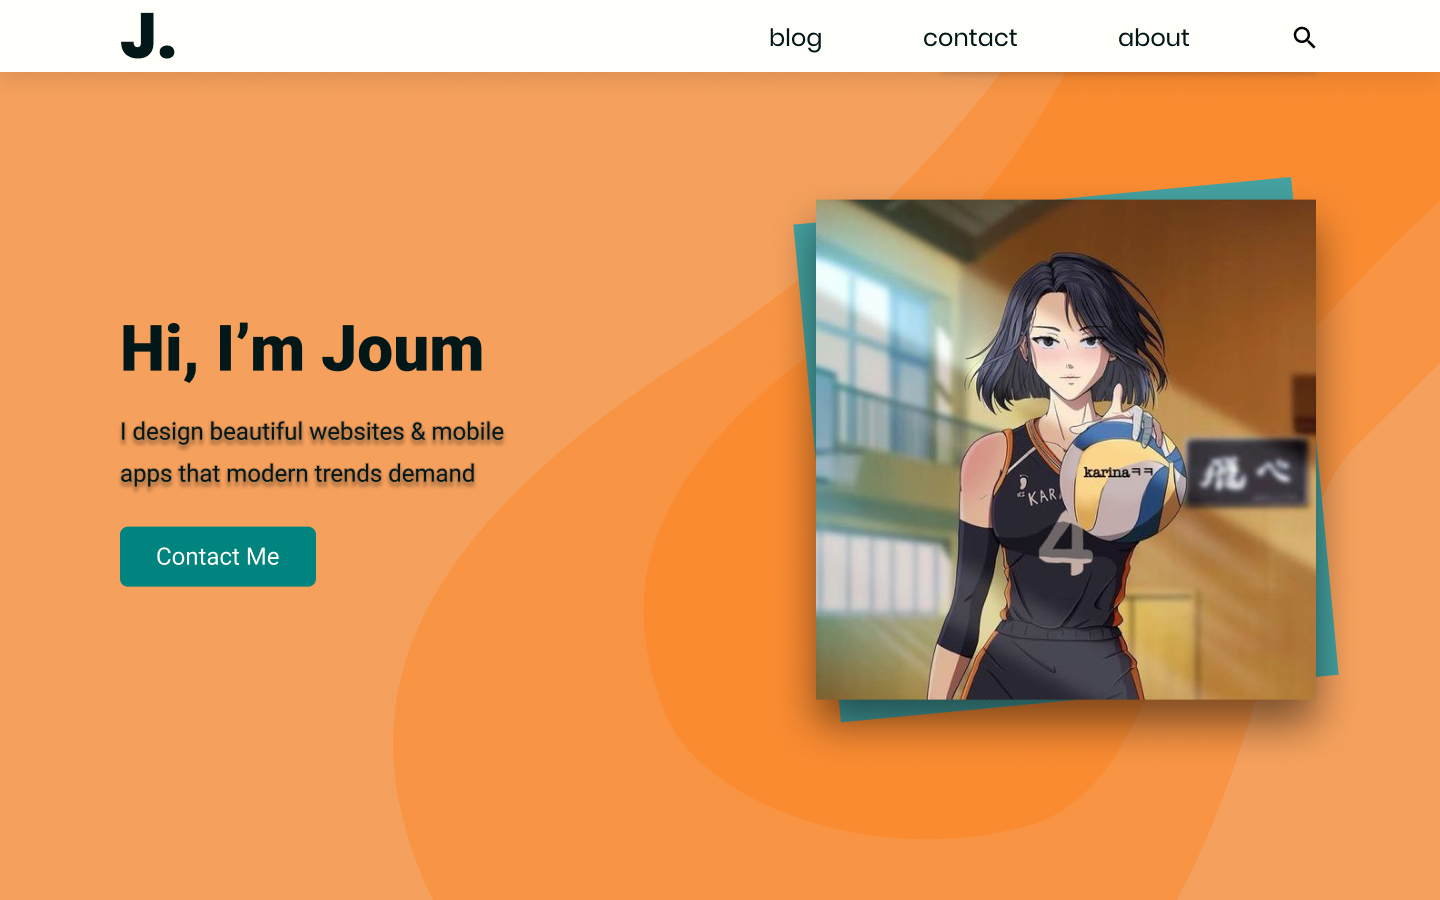 J.
blog
contact
about
Hi, I’m Joum
I design beautiful websites & mobile
apps that modern trends demand
Contact Me
karinaㅋㅋ
KAR
4
飛べ